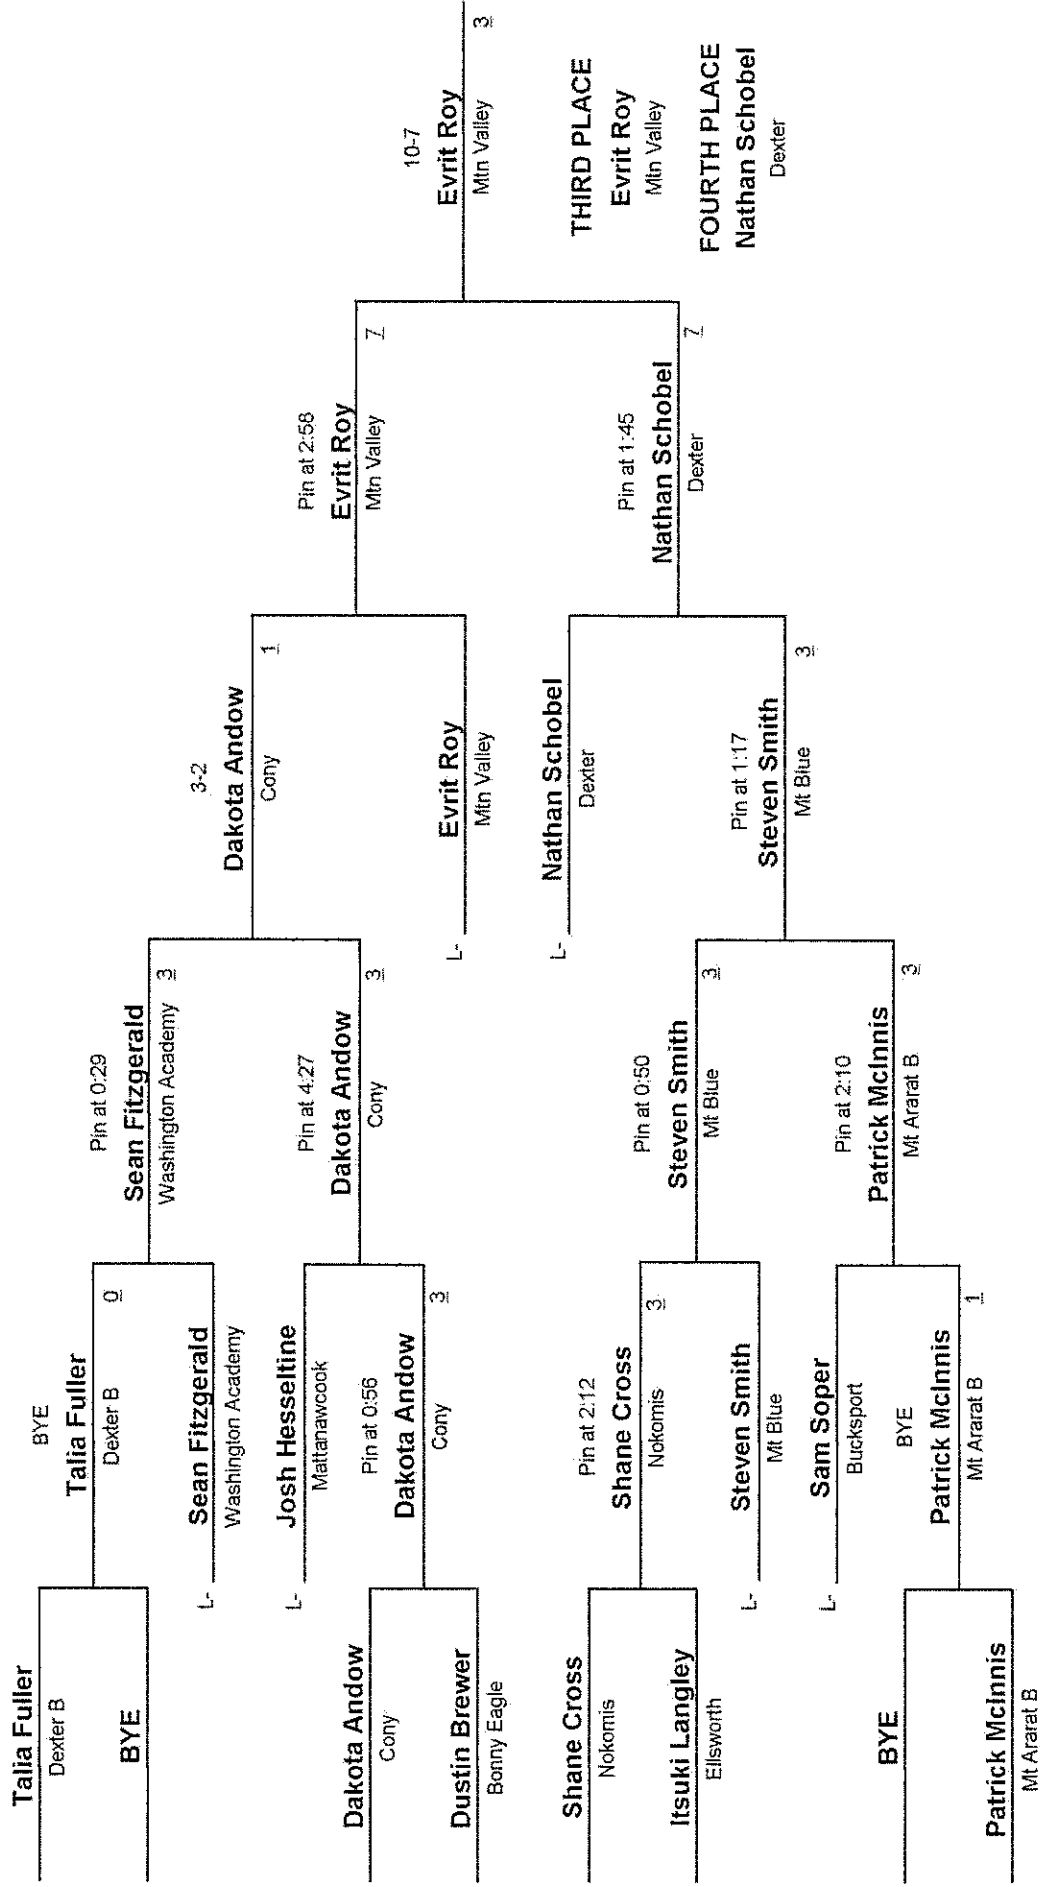 Talia Fuller
Dexter B
BYE
Dakota Andow
Cony
Dustin Brewer
Bonny Eagle
Shane Cross
Nokomis
Itsuki Langley
Ellsworth
BYE
Patrick McInnis
Mt Ararat B
BYE
Talia Fuller
0
Dexter B
L-
Sean Fitzgerald
Washington Academy
L-
Josh Hesseltine
Mattanawcook
Pin at 0:56
Dakota Andow
3
Cony
Pin at 2:12
Shane Cross
3
Nokomis
L-
Steven Smith
Mt Blue
L-
Sam Soper
Bucksport
BYE
Patrick McInnis
1
Mt Ararat B
Pin at 0:29
Sean Fitzgerald
3
Washington Academy
Pin at 4:27
Dakota Andow
3
Cony
Pin at 0:50
Steven Smith
3
Mt Blue
Pin at 2:10
Patrick McInnis
3
Mt Ararat B
3-2
Dakota Andow
1
Cony
L-
Evrit Roy
Mtn Valley
L-
Nathan Schobel
Dexter
Pin at 1:17
Steven Smith
3
Mt Blue
Pin at 2:58
Evrit Roy
7
Mtn Valley
Pin at 1:45
Nathan Schobel
7
Dexter
10-7
Evrit Roy
3
Mtn Valley
THIRD PLACE
Evrit Roy
Mtn Valley
FOURTH PLACE
Nathan Schobel
Dexter